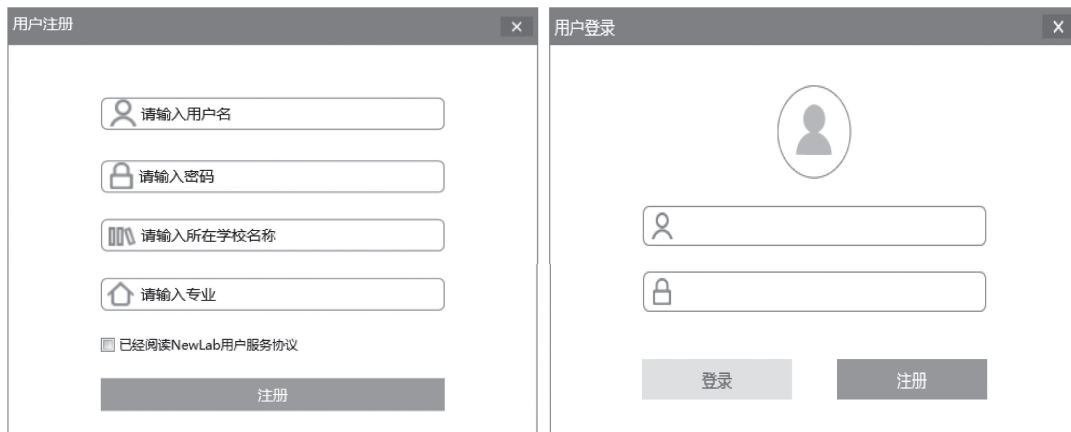 用户注册
请输入用户名
请输入密码
请输入所在学校名称
请输入专业
已经阅读NewLab用户服务协议
注册
用户登录
登录
注册